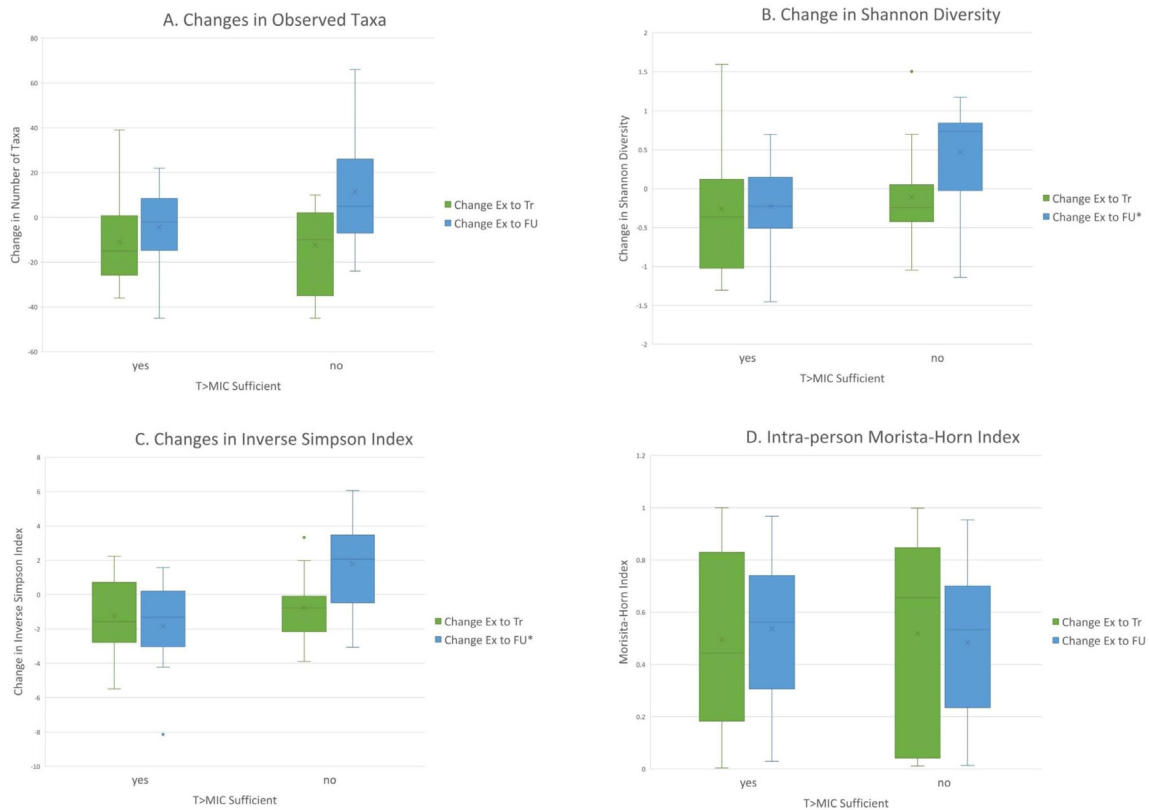 A. Changes in Observed Taxa
80
60
40
20
0
-20
-40
-60
Change in Number of Taxa
yes
no
T>MIC Sufficient
Change Ex to Tr
Change Ex to FU
B. Change in Shannon Diversity
2
1.5
1
0.5
0
-0.5
-1
-1.5
-2
Change in Shannon Diversity
yes
no
T>MIC Sufficient
Change Ex to Tr
Change Ex to FU*
C. Changes in Inverse Simpson Index
8
6
4
2
0
-2
-4
-6
-8
-10
Change in Inverse Simpson Index
yes
no
T>MIC Sufficient
Change Ex to Tr
Change Ex to FU*
D. Intra-person Morista-Horn Index
1.2
1
0.8
0.6
0.4
0.2
0
Morisita-Horn Index
yes
no
T>MIC Sufficient
Change Ex to Tr
Change Ex to FU